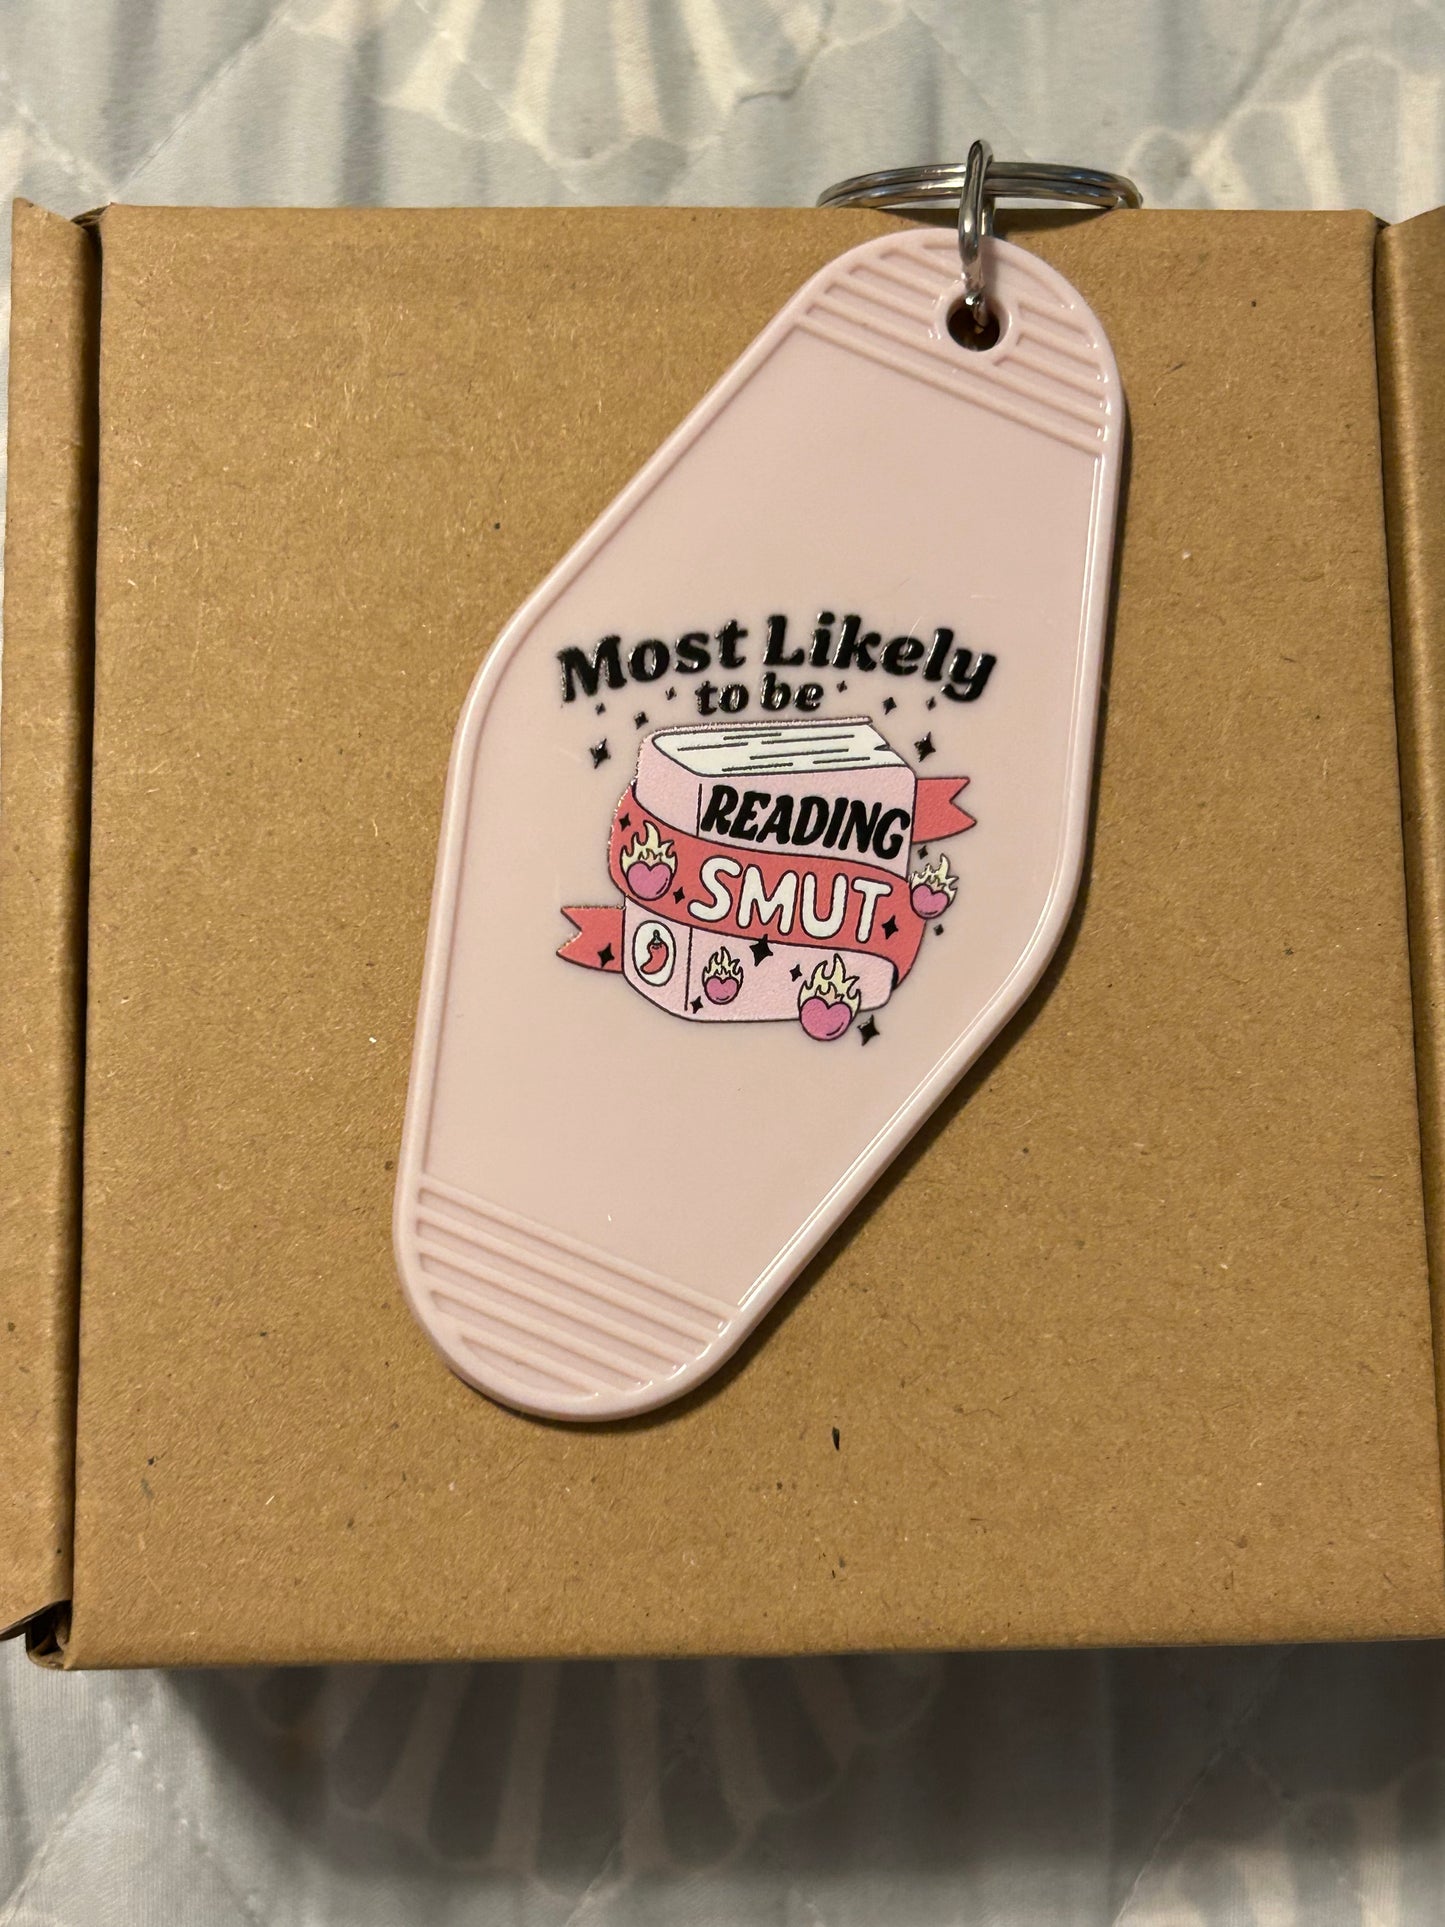 Most Likely
to be
READING
SMUT